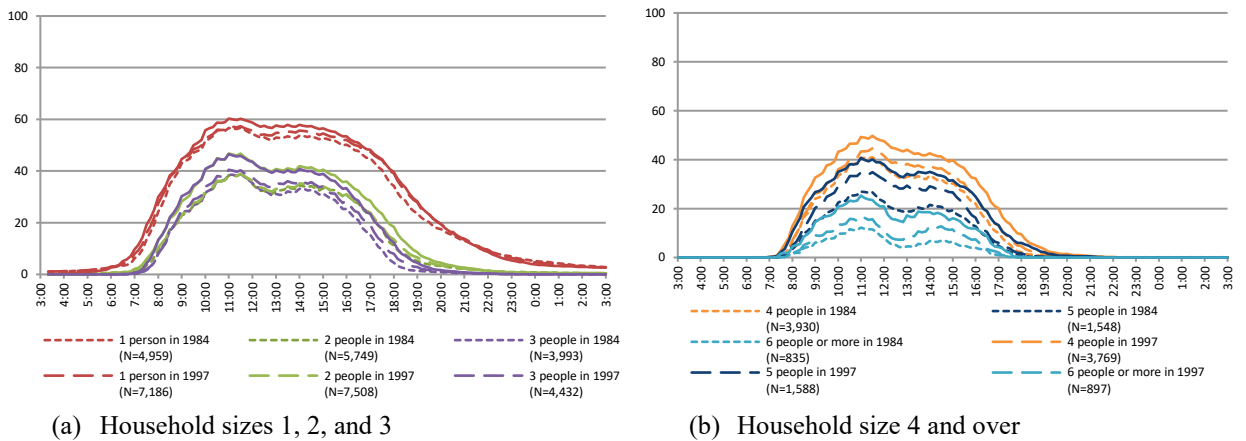 100
80
60
40
20
0
3:00 4:00 5:00 6:00 7:00 8:00 9:00 10:00 11:00 12:00 13:00 14:00 15:00 16:00 17:00 18:00 19:00 20:00 21:00 22:00 23:00 0:00 1:00 2:00 3:00
1 person in 1984 (N=4,959)
2 people in 1984 (N=5,749)
3 people in 1984 (N=3,993)
1 person in 1997 (N=7,186)
2 people in 1997 (N=7,508)
3 people in 1997 (N=4,432)
(a) Household sizes 1, 2, and 3
100
80
60
40
20
0
3:00 4:00 5:00 6:00 7:00 8:00 9:00 10:00 11:00 12:00 13:00 14:00 15:00 16:00 17:00 18:00 19:00 20:00 21:00 22:00 23:00 0:00 1:00 2:00 3:00
4 people in 1984 (N=3,930)
5 people in 1984 (N=1,548)
6 people or more in 1984 (N=835)
4 people in 1997 (N=3,769)
5 people in 1997 (N=1,588)
6 people or more in 1997 (N=897)
(b) Household size 4 and over